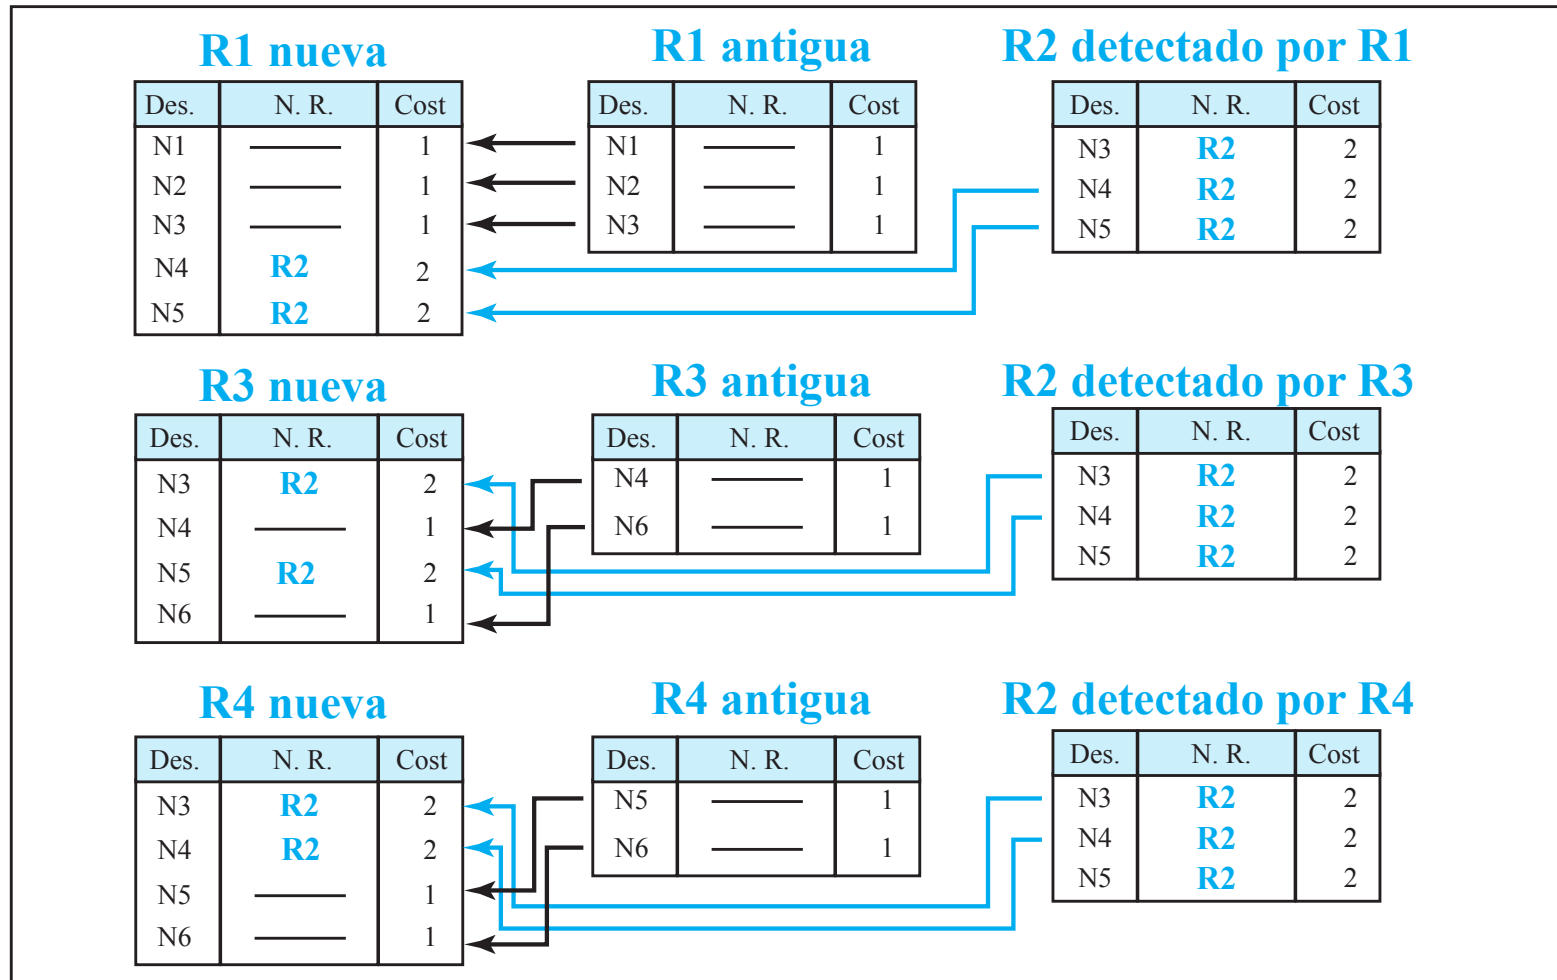 R1 nueva R1 antigua R2 detectado por R1
Des. N. R. Cost Des. N. R. Cost Des. N. R. Cost
N1 1 N1 1 N3 R2 2
N2 1 N2 1 N4 R2 2
N3 1 N3 1 N5 R2 2
N4 R2 2
N5 R2 2
R3 nueva R3 antigua R2 detectado por R3
Des. N. R. Cost Des. N. R. Cost Des. N. R. Cost
N3 R2 2 N4 1 N3 R2 2
N4 1 N6 1 N4 R2 2
N5 R2 2 N5 R2 2
N6 1
R4 nueva R4 antigua R2 detectado por R4
Des. N. R. Cost Des. N. R. Cost Des. N. R. Cost
N3 R2 2 N5 1 N3 R2 2
N4 R2 2 N6 1 N4 R2 2
N5 1 N5 R2 2
N6 1